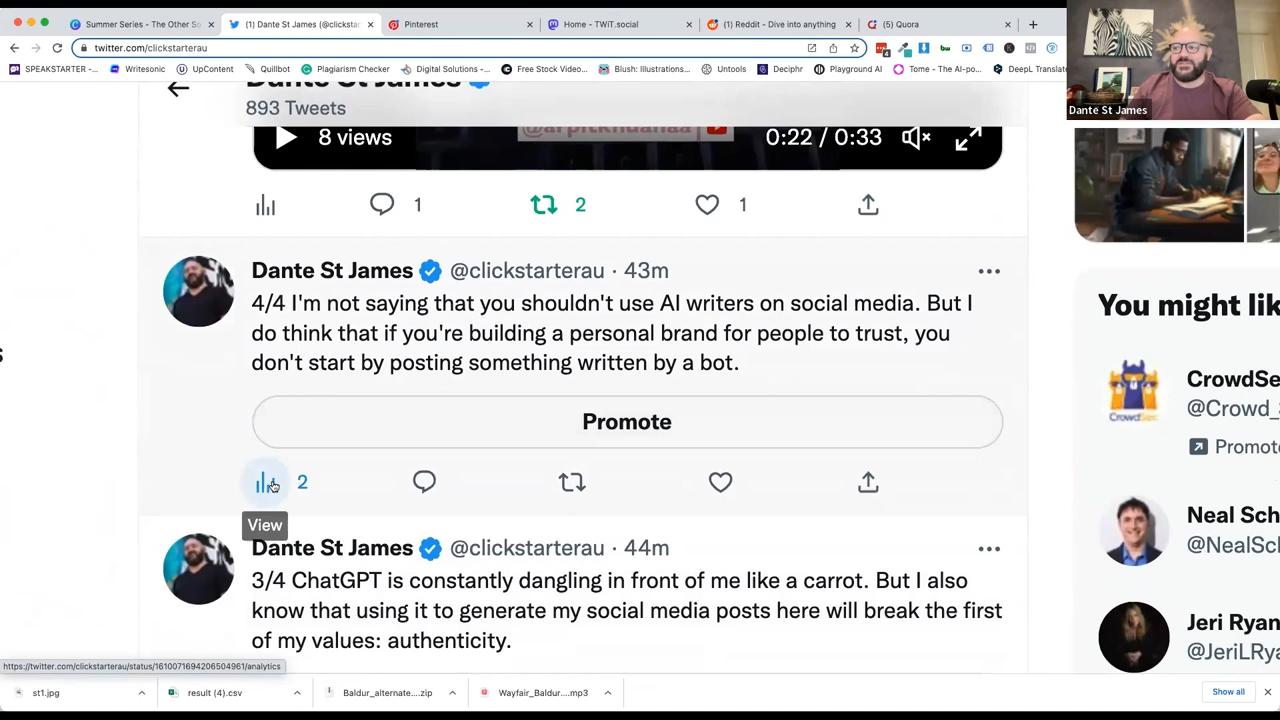 Summer Series - The Other So
(1) Dante St James (@clickstar
Pinterest
Home - TWiT.social
(1) Reddit - Dive into anything
(5) Quora
twitter.com/clickstarterau
SPEAKSTARTER -...
Writesonic
UpContent
Quillbot
Plagiarism Checker
Digital Solutions –...
Free Stock Video...
Blush: Illustrations...
Untools
Deciphr
Playground AI
Tome - The AI-po...
DeepL Translate
Dante St James
Dante St James
893 Tweets
8 views
0:22 / 0:33
1
2
1
Dante St James @clickstarterau · 43m
4/4 I'm not saying that you shouldn't use AI writers on social media. But I
do think that if you're building a personal brand for people to trust, you
don't start by posting something written by a bot.
Promote
2
View
Dante St James @clickstarterau · 44m
3/4 ChatGPT is constantly dangling in front of me like a carrot. But I also
know that using it to generate my social media posts here will break the first
of my values: authenticity.
You might lik
CrowdSe
@Crowd_
Promote
Neal Sch
@NealSc
Jeri Ryan
@JeriLRya
https://twitter.com/clickstarterau/status/1610071694206504961/analytics
st1.jpg
result (4).csv
Baldur_alternate....zip
Wayfair_Baldur....mp3
Show all